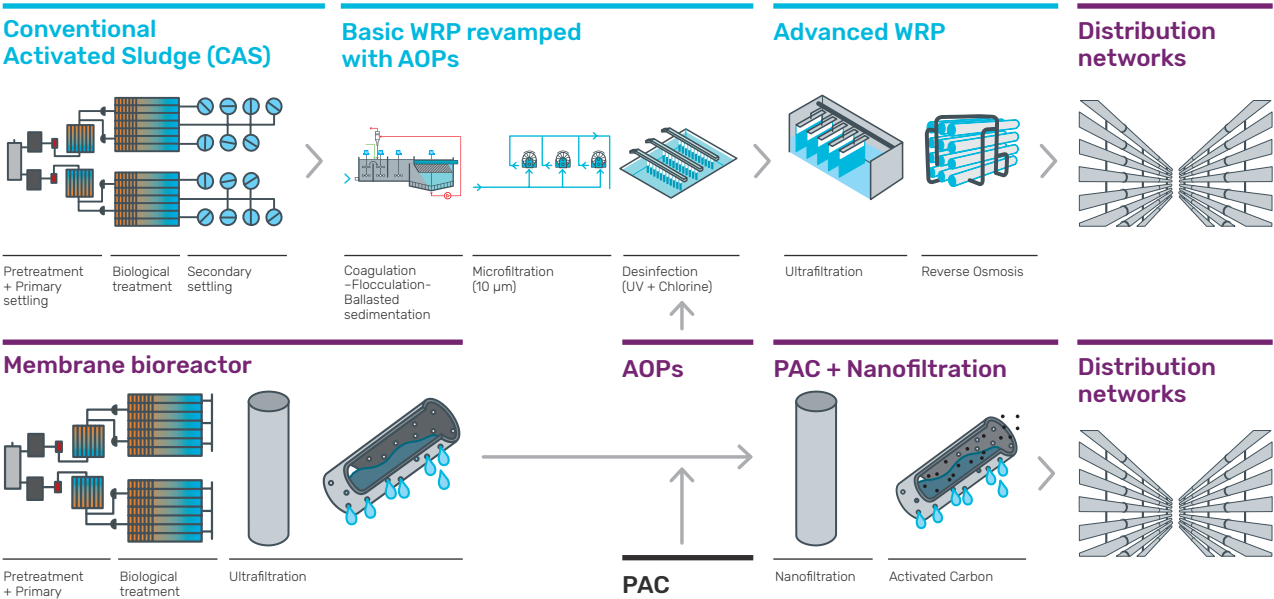 Conventional
Activated Sludge (CAS)
Basic WRP revamped
with AOPs
Advanced WRP
Distribution
networks
Pretreatment
+ Primary
settling
Biological
treatment
Secondary
settling
Coagulation
–Flocculation-
Ballasted
sedimentation
Microfiltration
(10 µm)
Desinfection
(UV + Chlorine)
Ultrafiltration
Reverse Osmosis
Membrane bioreactor
AOPs
PAC + Nanofiltration
Distribution
networks
Pretreatment
+ Primary
Biological
treatment
Ultrafiltration
PAC
Nanofiltration
Activated Carbon